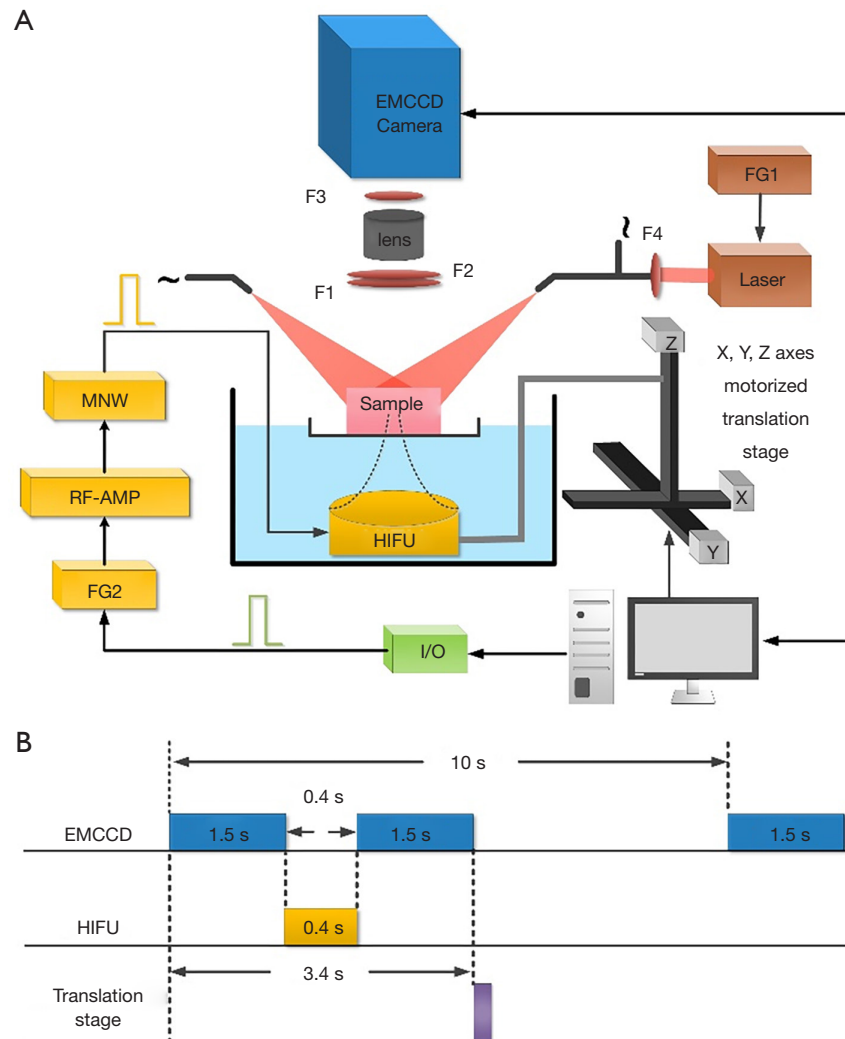 A
EMCCD
Camera
FG1
F3
lens
F4
F2
F1
Laser
Z
X, Y, Z axes
motorized
translation
stage
MNW
Sample
RF-AMP
X
HIFU
Y
FG2
I/O
B
10 s
0.4 s
EMCCD
1.5 s
1.5 s
1.5 s
HIFU
0.4 s
3.4 s
Translation
stage